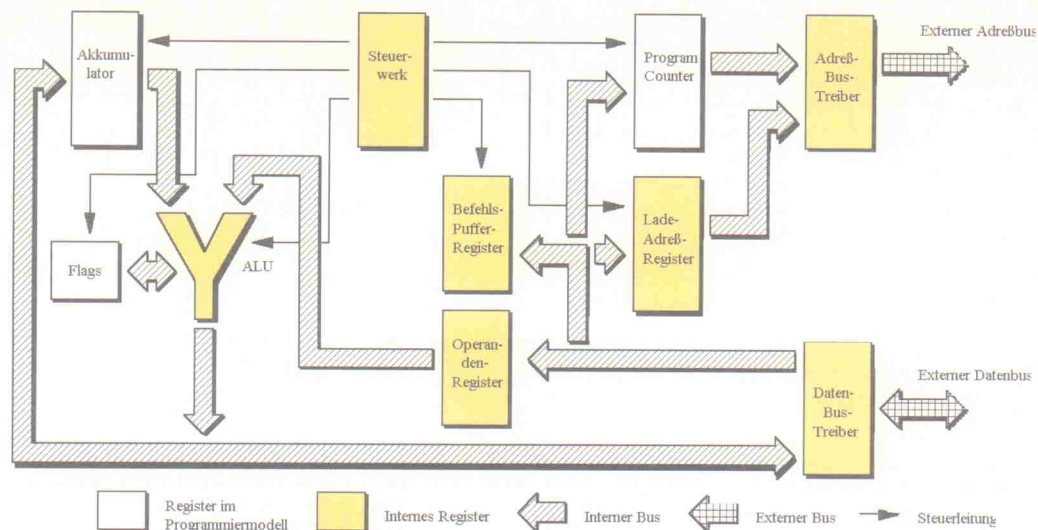 Akkumu-
lator
Steuer-
werk
Program
Counter
Adreß-
Bus-
Treiber
Externer Adreßbus
Befehls-
Puffer-
Register
Lade-
Adreß-
Register
Flags
ALU
Operan-
den-
Register
Daten-
Bus-
Treiber
Externer Datenbus
Register im
Programmiermodell
Internes Register
Interner Bus
Externer Bus
Steuerleitung